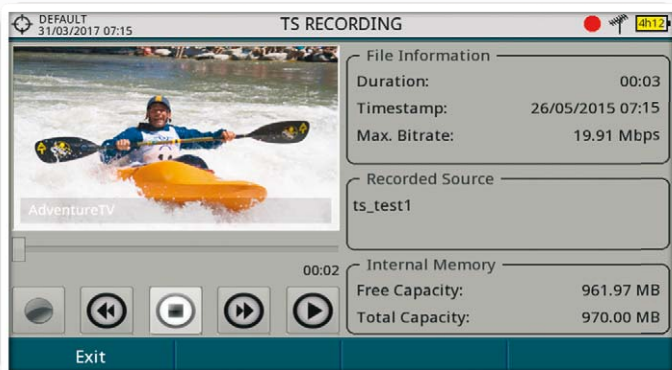 DEFAULT
31/03/2017 07:15
TS RECORDING
4h12
AdventureTV
00:02
Exit
File Information
Duration: 00:03
Timestamp: 26/05/2015 07:15
Max. Bitrate: 19.91 Mbps
Recorded Source
ts_test1
Internal Memory
Free Capacity: 961.97 MB
Total Capacity: 970.00 MB